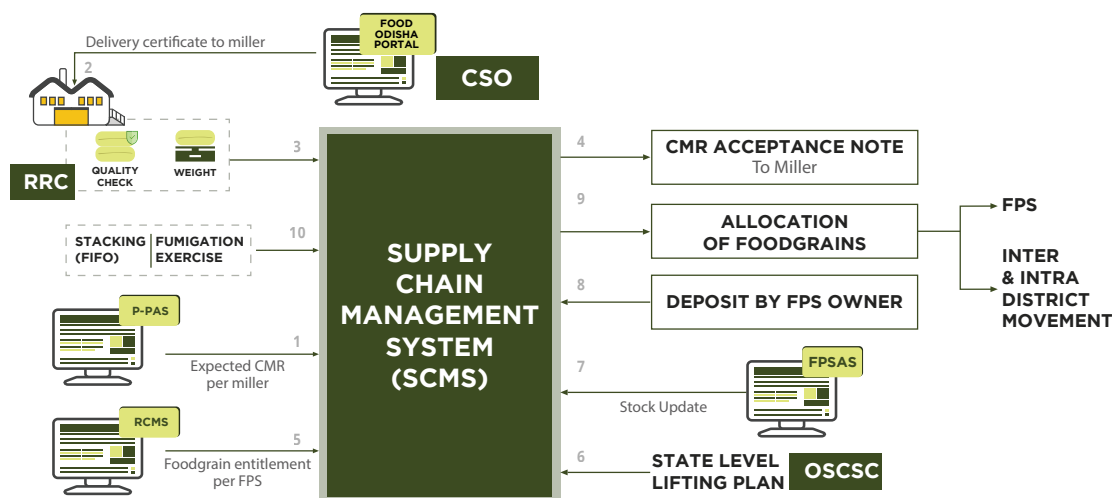 FOOD
ODISHA
PORTAL
Delivery certificate to miller
2
CSO
RRC
QUALITY
CHECK
WEIGHT
3
4
CMR ACCEPTANCE NOTE
To Miller
9
ALLOCATION
OF FOODGRAINS
FPS
INTER
& INTRA
DISTRICT
MOVEMENT
STACKING
(FIFO)
FUMIGATION
EXERCISE
10
SUPPLY
CHAIN
MANAGEMENT
SYSTEM
(SCMS)
8
DEPOSIT BY FPS OWNER
P-PAS
1
Expected CMR
per miller
7
Stock Update
FPSAS
RCMS
5
Foodgrain entitlement
per FPS
6
STATE LEVEL
LIFTING PLAN
OSCSC